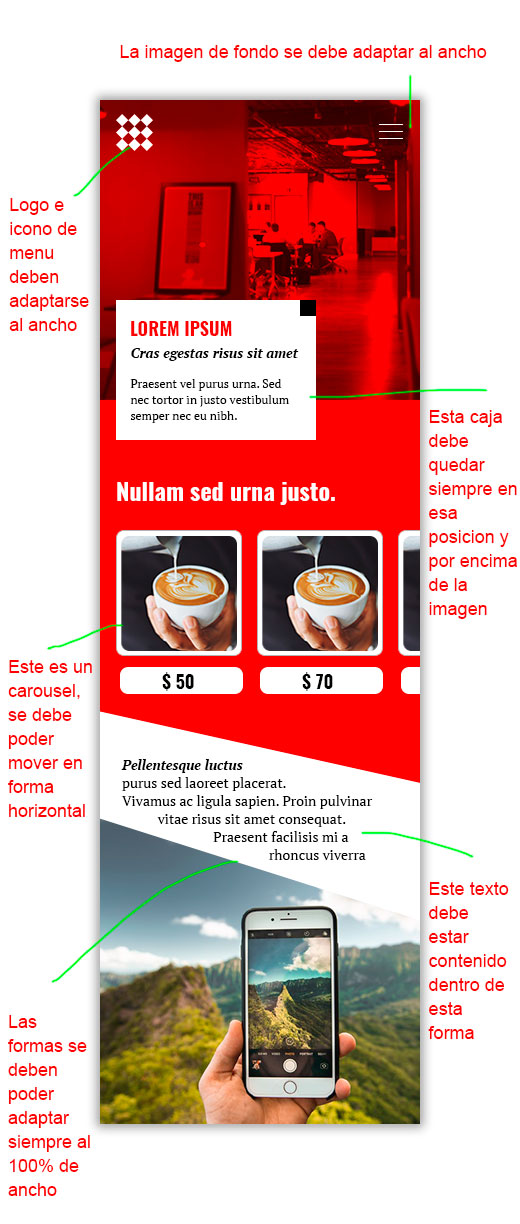 La imagen de fondo se debe adaptar al ancho
Logo e
icono de
menu
deben
adaptarse
al ancho
LOREM IPSUM
Cras egestas risus sit amet
Praesent vel purus urna. Sed
nec tortor in justo vestibulum
semper nec eu nibh.
Esta caja
debe
quedar
siempre en
esa
posicion y
por encima
de la
imagen
Nullam sed urna justo.
$ 50
$ 70
Este es un
carousel,
se debe
poder
mover en
forma
horizontal
Pellentesque luctus
purus sed laoreet placerat.
Vivamus ac ligula sapien. Proin pulvinar
vitae risus sit amet consequat.
Praesent facilisis mi a
rhoncus viverra
Este texto
debe
estar
contenido
dentro de
esta
forma
Las
formas se
deben
poder
adaptar
siempre al
100% de
ancho